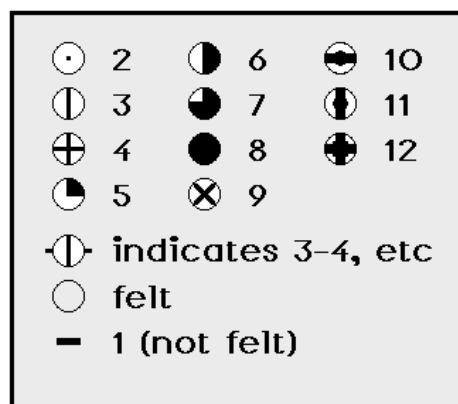 2 6 10
3 7 11
4 8 12
5 9
indicates 3-4, etc
felt
1 (not felt)